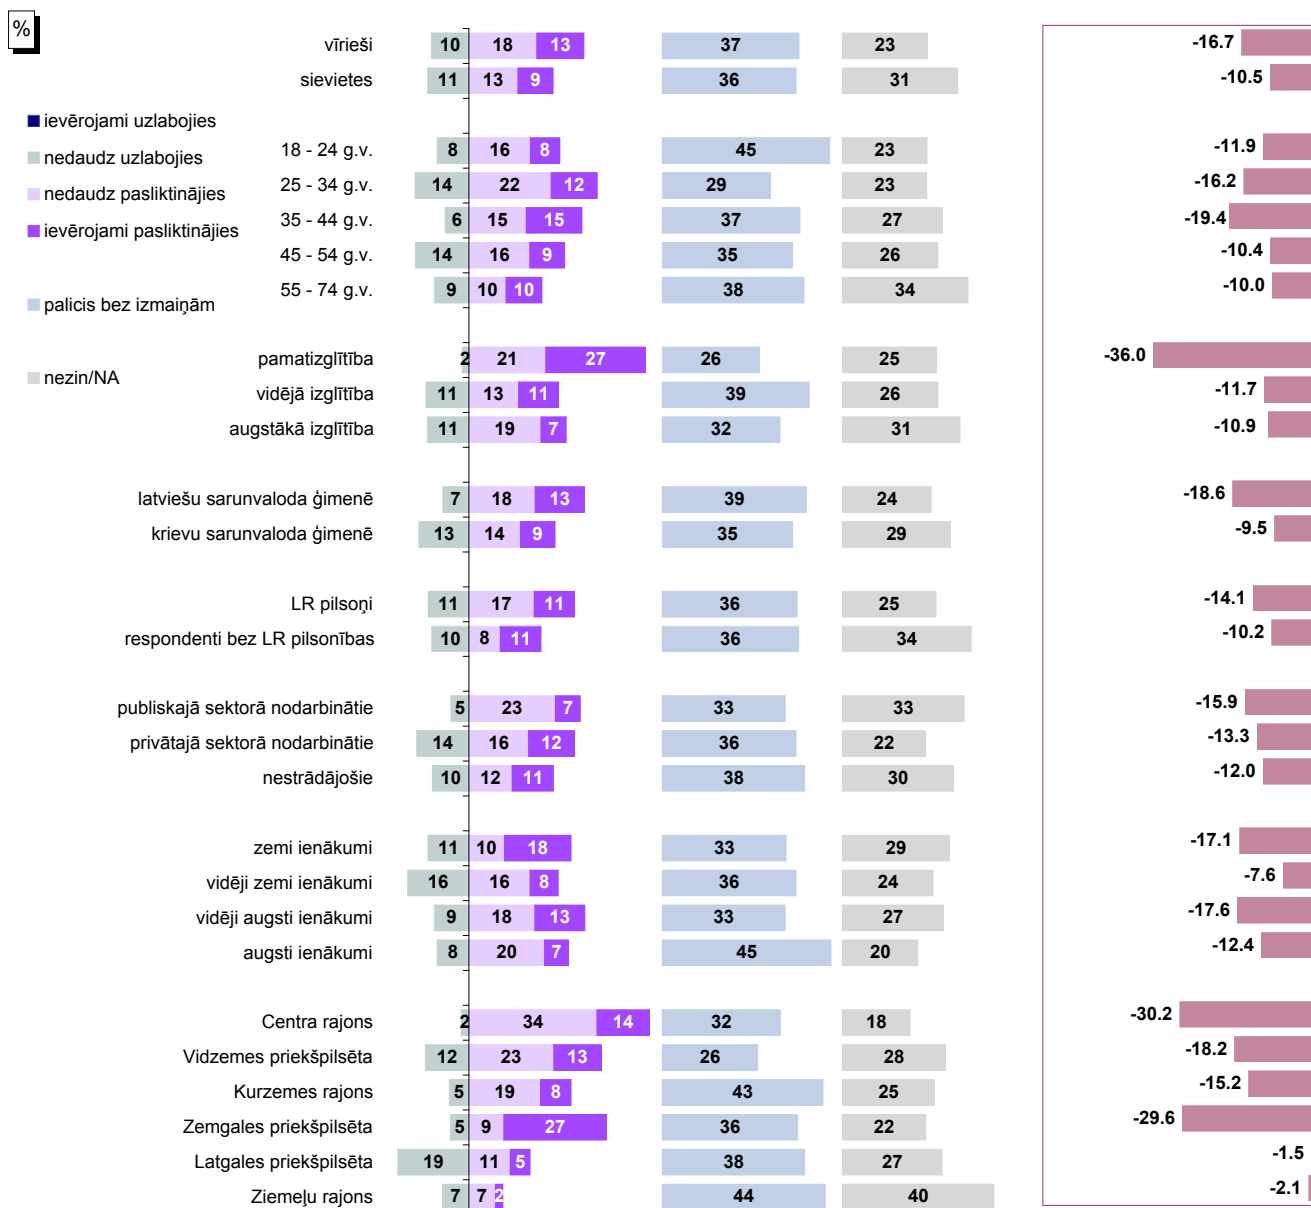 %
vīrieši 10 18 13 37 23 -16.7
sievietes 11 13 9 36 31 -10.5
ievērojami uzlabojies
nedaudz uzlabojies
nedaudz pasliktinājies
ievērojami pasliktinājies
palicis bez izmaiņām
nezin/NA
18 - 24 g.v. 8 16 8 45 23 -11.9
25 - 34 g.v. 14 22 12 29 23 -16.2
35 - 44 g.v. 6 15 15 37 27 -19.4
45 - 54 g.v. 14 16 9 35 26 -10.4
55 - 74 g.v. 9 10 10 38 34 -10.0
pamatizglītība 2 21 27 26 25 -36.0
vidējā izglītība 11 13 11 39 26 -11.7
augstākā izglītība 11 19 7 32 31 -10.9
latviešu sarunvaloda ģimenē 7 18 13 39 24 -18.6
krievu sarunvaloda ģimenē 13 14 9 35 29 -9.5
LR pilsoņi 11 17 11 36 25 -14.1
respondenti bez LR pilsonības 10 8 11 36 34 -10.2
publiskajā sektorā nodarbinātie 5 23 7 33 33 -15.9
privātajā sektorā nodarbinātie 14 16 12 36 22 -13.3
nestrādājošie 10 12 11 38 30 -12.0
zemi ienākumi 11 10 18 33 29 -17.1
vidēji zemi ienākumi 16 16 8 36 24 -7.6
vidēji augsti ienākumi 9 18 13 33 27 -17.6
augsti ienākumi 8 20 7 45 20 -12.4
Centra rajons 2 34 14 32 18 -30.2
Vidzemes priekšpilsēta 12 23 13 26 28 -18.2
Kurzemes rajons 5 19 8 43 25 -15.2
Zemgales priekšpilsēta 5 9 27 36 22 -29.6
Latgales priekšpilsēta 19 11 5 38 27 -1.5
Ziemeļu rajons 7 7 2 44 40 -2.1